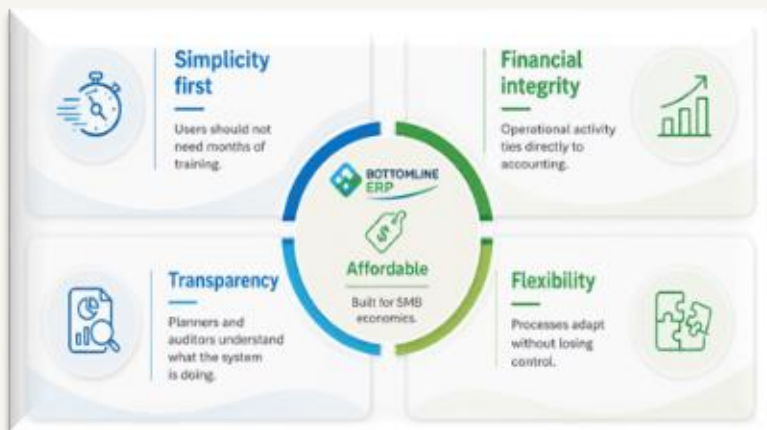 Simplicity
first
Users should not
need months of
training.
Financial
integrity
Operational activity
ties directly to
accounting.
BOTTOMLINE
ERP
$
Affordable
Built for SMB
economics.
Transparency
Planners and
auditors understand
what the system
is doing.
Flexibility
Processes adapt
without losing
control.